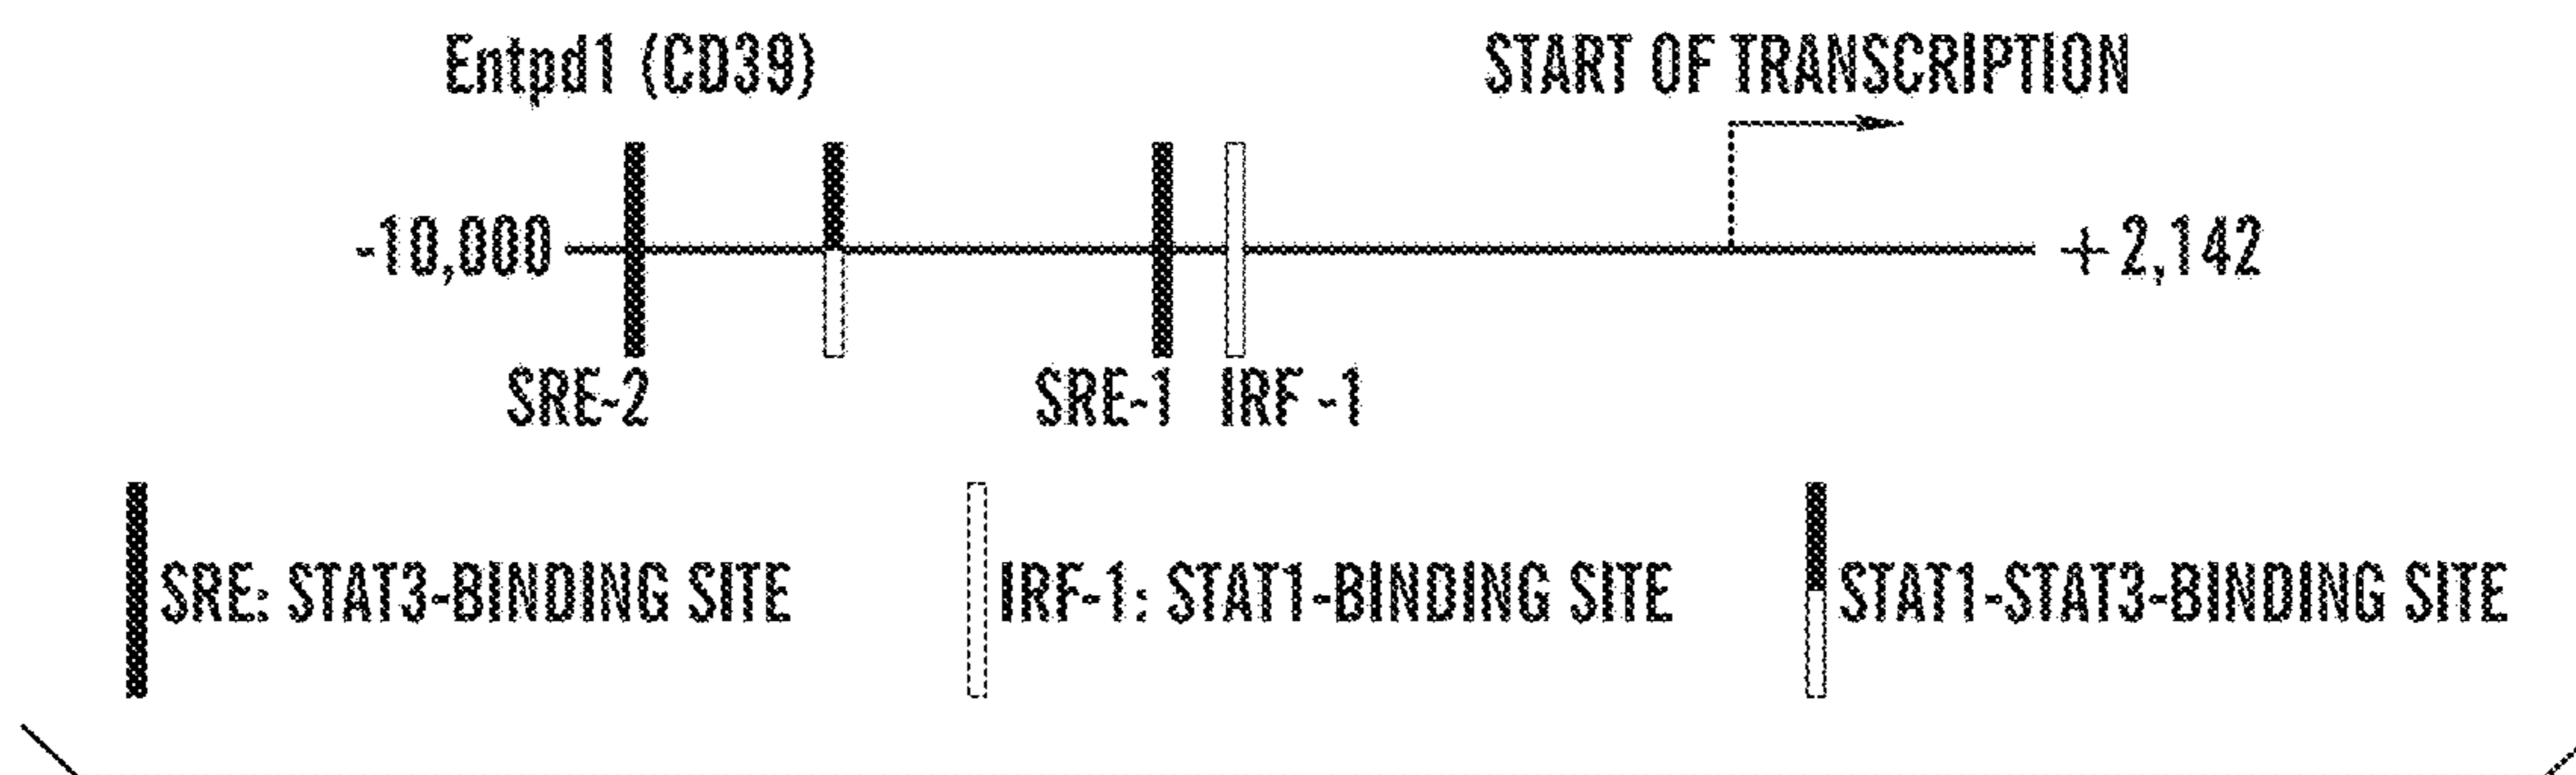 Entpd1 (CD39)
START OF TRANSCRIPTION
-10,000
+ 2,142
SRE-2
SRE-1
IRF -1
SRE: STAT3-BINDING SITE
IRF-1: STAT1-BINDING SITE
STAT1-STAT3-BINDING SITE